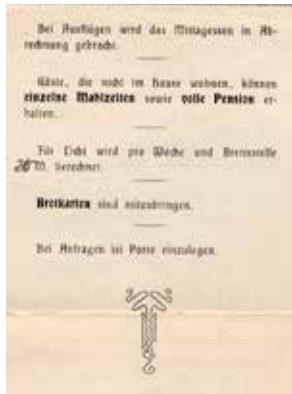 Bei Ausflügen wird das Mittagessen in Ab-
rechnung gebracht.
Gäste, die nicht im Hause wohnen, können
einzelne Mahlzeiten sowie volle Pension er-
halten.
Für Licht wird pro Woche und Brennstelle
berechnet.
Brotkarten sind mitzubringen.
Bei Anfragen ist Porto einzulegen.